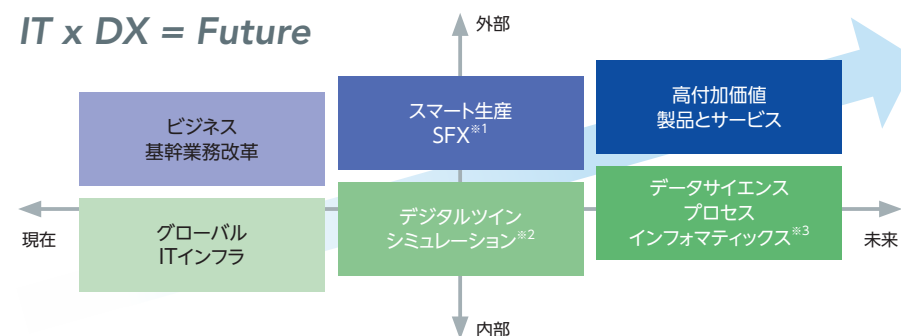 IT x DX = Future
外部
ビジネス
基幹業務改革
スマート生産
SFX※1
高付加価値
製品とサービス
現在
グローバル
ITインフラ
デジタルツイン
シミュレーション※2
データサイエンス
プロセス
インフォマティックス※3
未来
内部